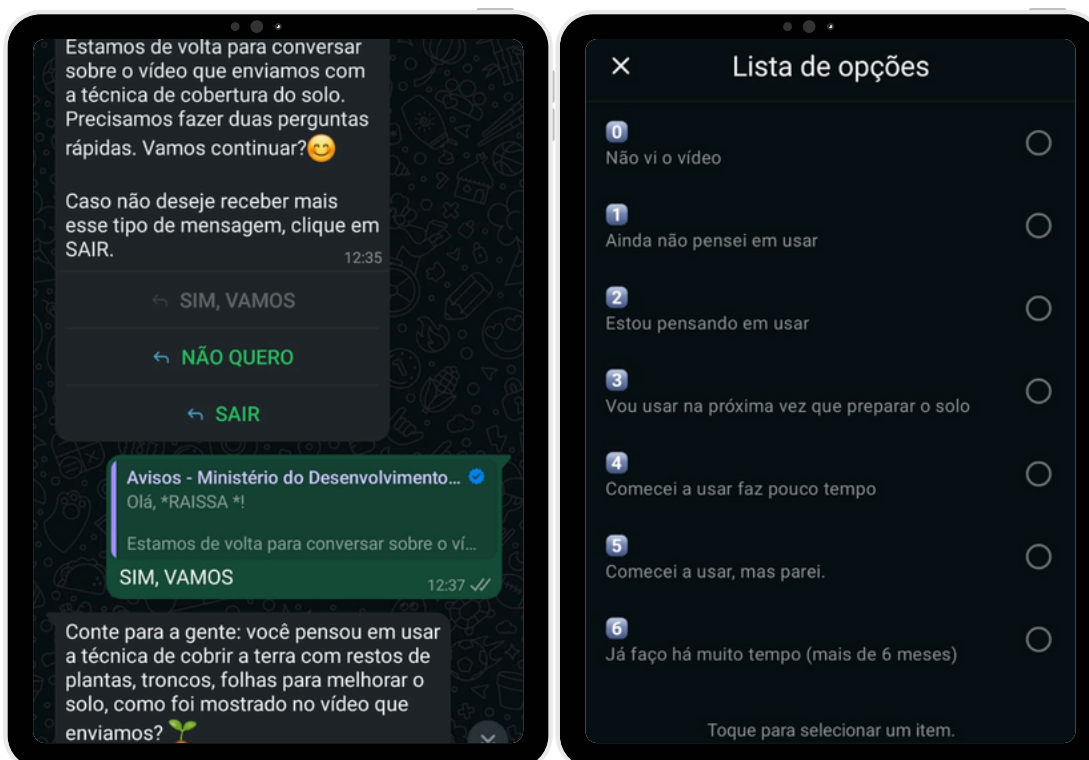 Estamos de volta para conversar
sobre o vídeo que enviamos com
a técnica de cobertura do solo.
Precisamos fazer duas perguntas
rápidas. Vamos continuar?😊
Caso não deseje receber mais
esse tipo de mensagem, clique em
SAIR.
12:35
SIM, VAMOS
NÃO QUERO
SAIR
Avisos - Ministério do Desenvolvimento...
Olá, *RAISSA *!
Estamos de volta para conversar sobre o ví...
SIM, VAMOS
12:37
Conte para a gente: você pensou em usar
a técnica de cobrir a terra com restos de
plantas, troncos, folhas para melhorar o
solo, como foi mostrado no vídeo que
enviamos? 🌱
Lista de opções
0
Não vi o vídeo
1
Ainda não pensei em usar
2
Estou pensando em usar
3
Vou usar na próxima vez que preparar o solo
4
Comecei a usar faz pouco tempo
5
Comecei a usar, mas parei.
6
Já faço há muito tempo (mais de 6 meses)
Toque para selecionar um item.